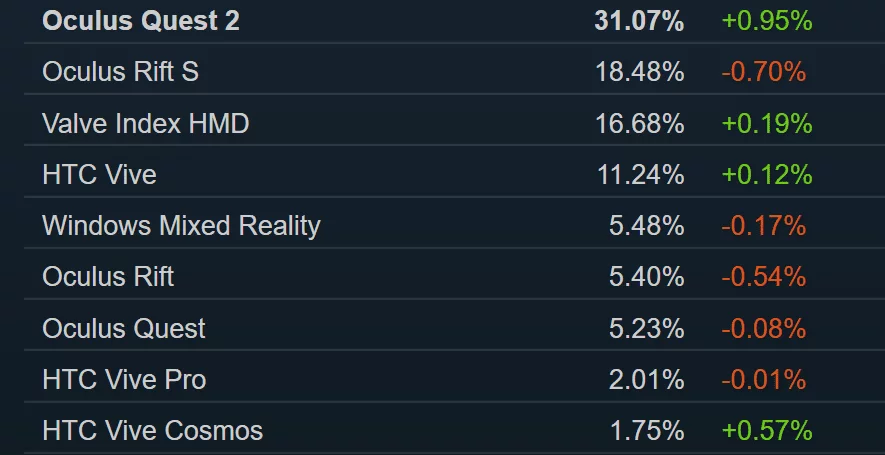 Oculus Quest 2 31.07% +0.95%
Oculus Rift S 18.48% -0.70%
Valve Index HMD 16.68% +0.19%
HTC Vive 11.24% +0.12%
Windows Mixed Reality 5.48% -0.17%
Oculus Rift 5.40% -0.54%
Oculus Quest 5.23% -0.08%
HTC Vive Pro 2.01% -0.01%
HTC Vive Cosmos 1.75% +0.57%